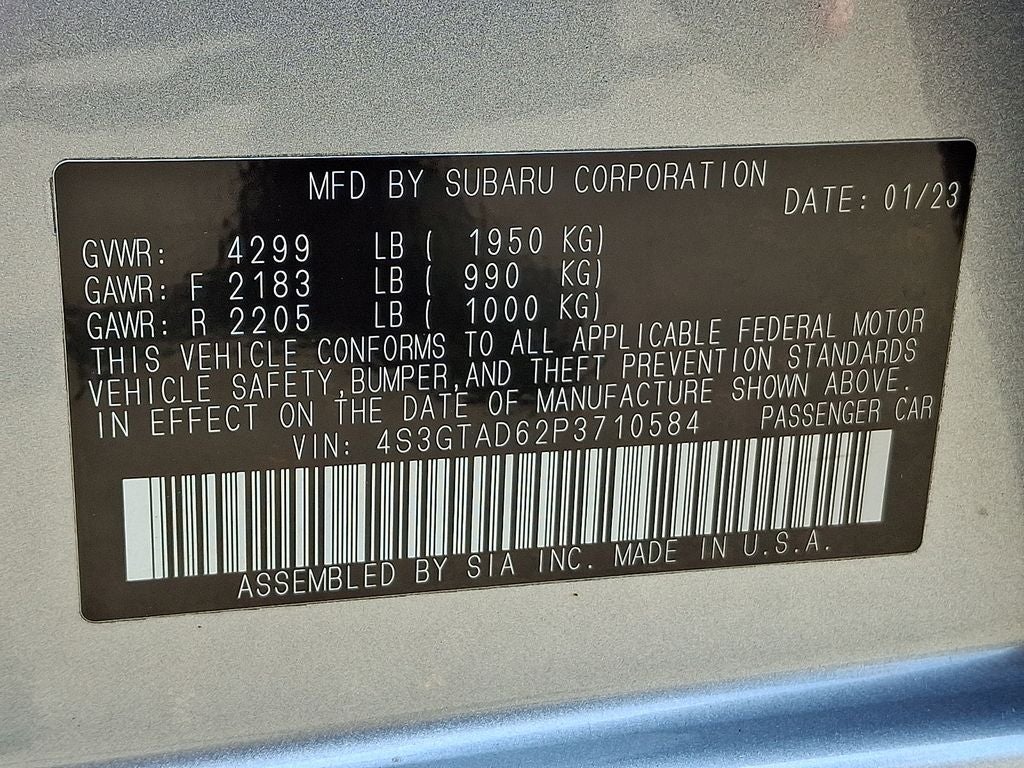 MFD BY SUBARU CORPORATION
DATE: 01/23
GVWR: 4299 LB ( 1950 KG)
GAWR: F 2183 LB ( 990 KG)
GAWR: R 2205 LB ( 1000 KG)
THIS VEHICLE CONFORMS TO ALL APPLICABLE FEDERAL MOTOR
VEHICLE SAFETY,BUMPER,AND THEFT PREVENTION STANDARDS
IN EFFECT ON THE DATE OF MANUFACTURE SHOWN ABOVE.
VIN: 4S3GTAD62P3710584 PASSENGER CAR
ASSEMBLED BY SIA INC. MADE IN U.S.A.